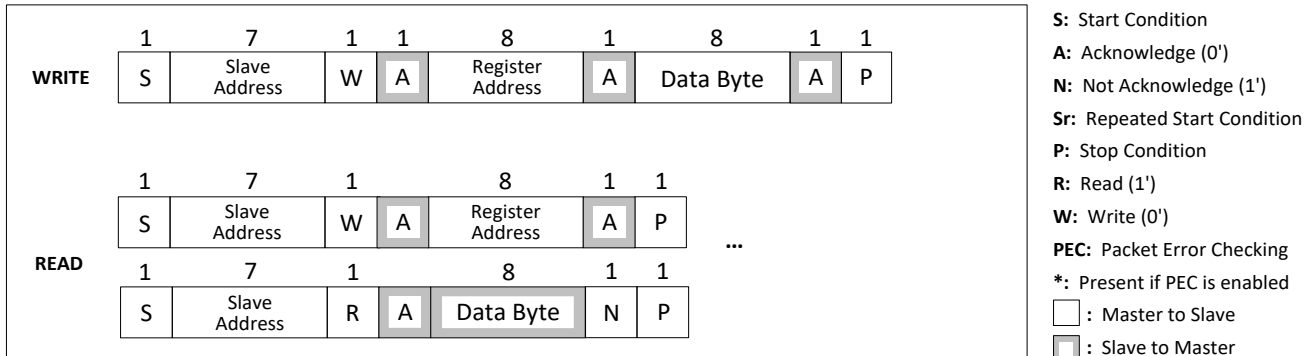 1 7 1 1 8 1 8 1 1
WRITE S Slave Address W A Register Address A Data Byte A P
1 7 1 8 1 1
S Slave Address W A Register Address A P ...
READ
1 7 1 8 1 1
S Slave Address R A Data Byte N P
S: Start Condition
A: Acknowledge (0')
N: Not Acknowledge (1')
Sr: Repeated Start Condition
P: Stop Condition
R: Read (1')
W: Write (0')
PEC: Packet Error Checking
*: Present if PEC is enabled
: Master to Slave
: Slave to Master